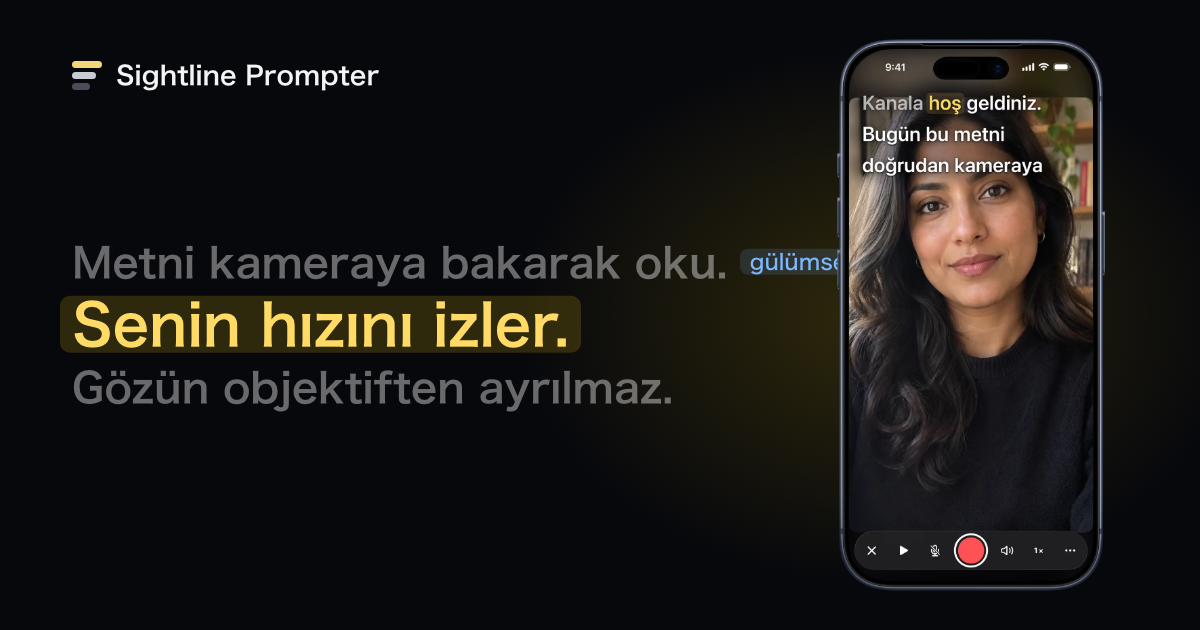 Sightline Prompter
Metni kameraya bakarak oku.
Senin hızını izler.
Gözün objektiften ayrılmaz.
9:41
Kanala hoş geldiniz.
Bugün bu metni
doğrudan kameraya
1×